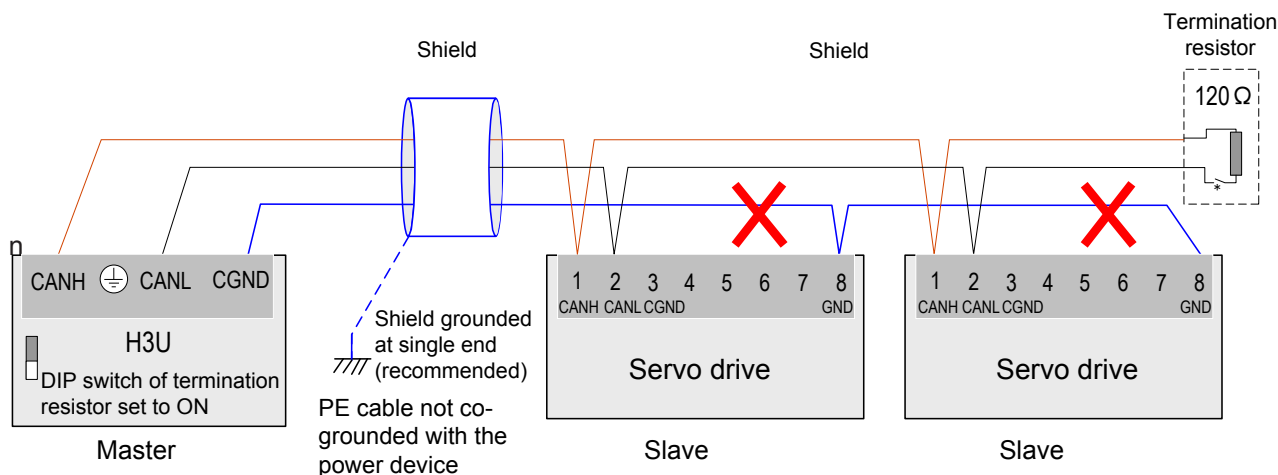 Termination
resistor
Shield
Shield
120 Ω
*
n
CANH CANL CGND
H3U
DIP switch of termination
resistor set to ON
Master
Shield grounded
at single end
(recommended)
PE cable not co-
grounded with the
power device
1 2 3 4 5 6 7 8
CANH CANL CGND GND
Servo drive
Slave
1 2 3 4 5 6 7 8
CANH CANL CGND GND
Servo drive
Slave